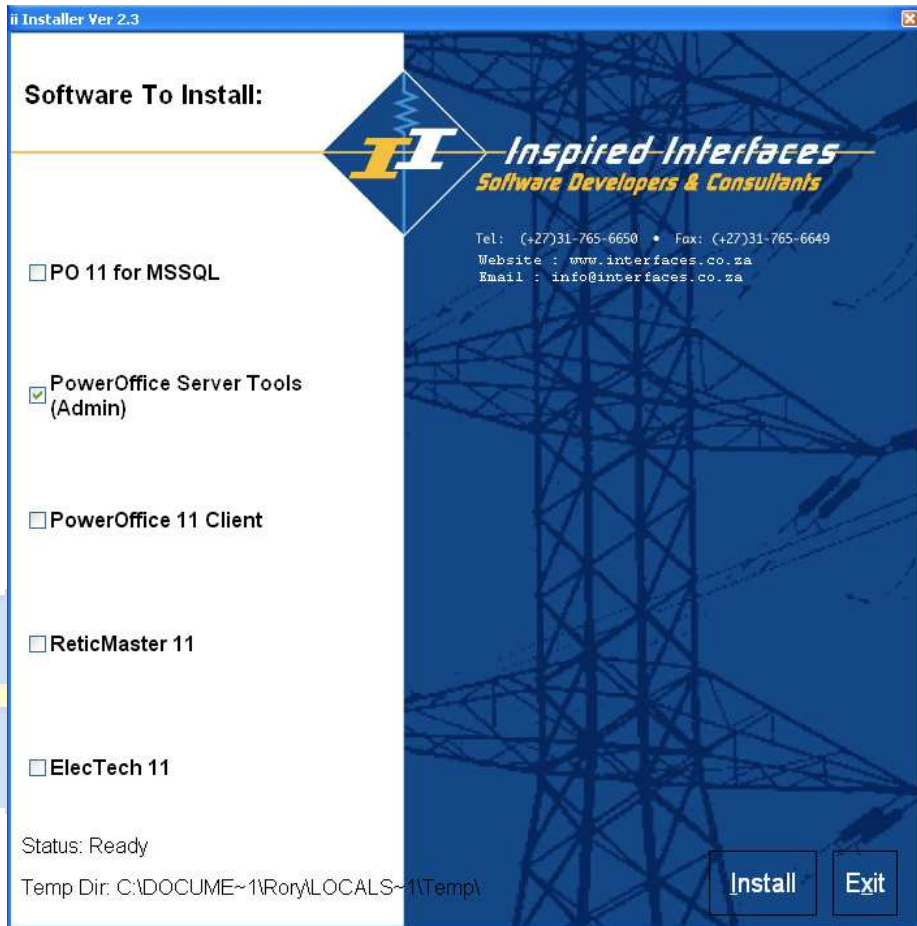 ii Installer Ver 2.3
Software To Install:
II
Inspired Interfaces
Software Developers & Consultants
Tel: (+27)31-765-6650 • Fax: (+27)31-765-6649
Website : www.interfaces.co.za
Email : info@interfaces.co.za
PO 11 for MSSQL
PowerOffice Server Tools
(Admin)
PowerOffice 11 Client
ReticMaster 11
ElecTech 11
Status: Ready
Temp Dir: C:\DOCUME~1\Rory\LOCALS~1\Temp\
Install
Exit